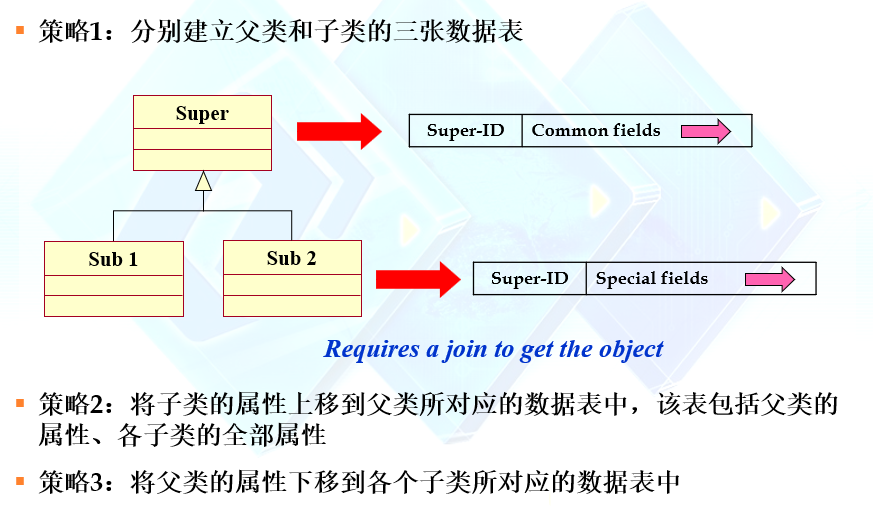 策略1：分别建立父类和子类的三张数据表
Super
Super-ID Common fields
Sub 1
Sub 2
Super-ID Special fields
Requires a join to get the object
策略2：将子类的属性上移到父类所对应的数据表中，该表包括父类的
属性、各子类的全部属性
策略3：将父类的属性下移到各个子类所对应的数据表中